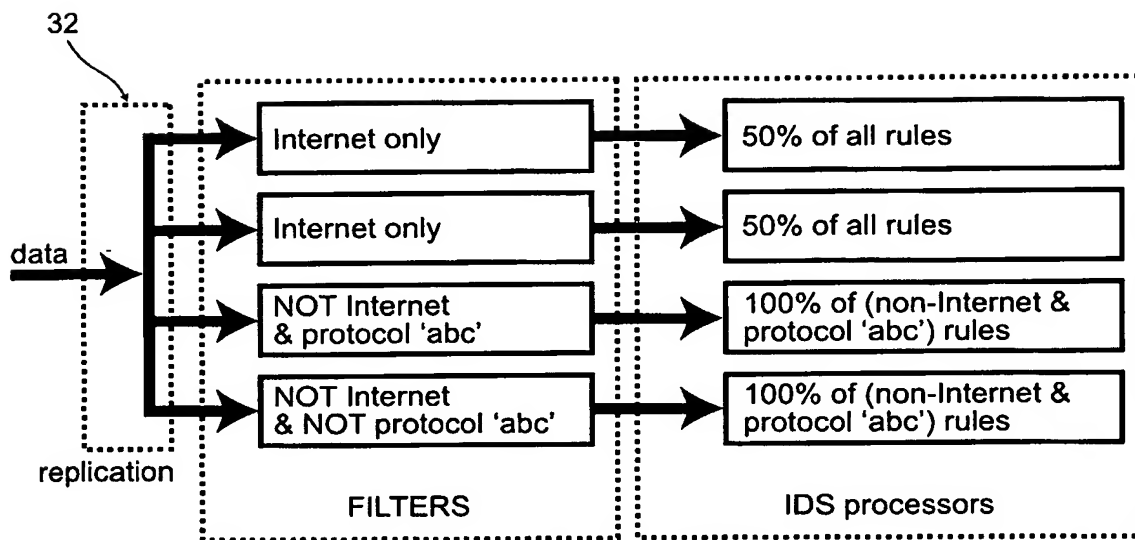 32
Internet only
50% of all rules
Internet only
50% of all rules
data
NOT Internet
& protocol 'abc'
100% of (non-Internet &
protocol 'abc') rules
NOT Internet
& NOT protocol 'abc'
100% of (non-Internet &
protocol 'abc') rules
replication
FILTERS
IDS processors